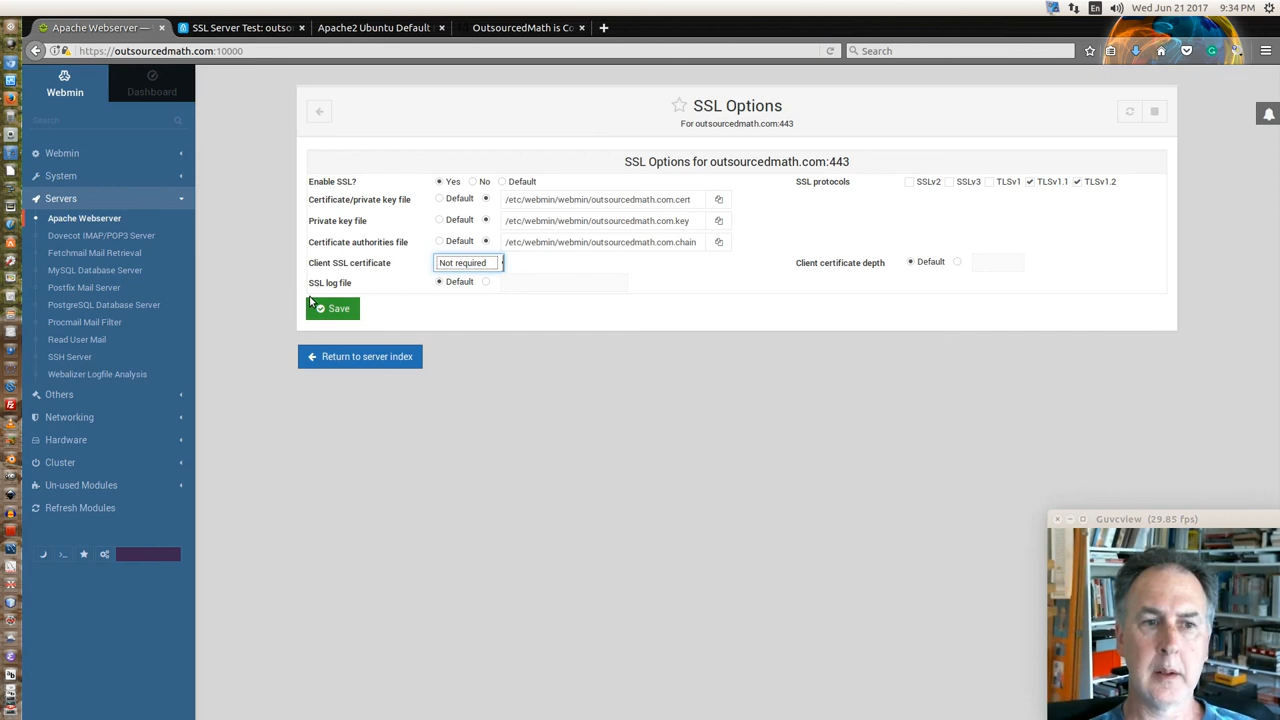 En
Wed Jun 21 2017
9:34 PM
Apache Webserver —
SSL Server Test: outso
Apache2 Ubuntu Default
OutsourcedMath is Co
https://outsourcedmath.com:10000
Search
Webmin
Dashboard
Search
Webmin
System
Servers
Apache Webserver
Dovecot IMAP/POP3 Server
Fetchmail Mail Retrieval
MySQL Database Server
Postfix Mail Server
PostgreSQL Database Server
Procmail Mail Filter
Read User Mail
SSH Server
Webalizer Logfile Analysis
Others
Networking
Hardware
Cluster
Un-used Modules
Refresh Modules
SSL Options
For outsourcedmath.com:443
SSL Options for outsourcedmath.com:443
Enable SSL? Yes No Default
SSL protocols SSLv2 SSLv3 TLSv1 TLSv1.1 TLSv1.2
Certificate/private key file Default /etc/webmin/webmin/outsourcedmath.com.cert
Private key file Default /etc/webmin/webmin/outsourcedmath.com.key
Certificate authorities file Default /etc/webmin/webmin/outsourcedmath.com.chain
Client SSL certificate Not required
Client certificate depth Default
SSL log file Default
Save
Return to server index
Guvcview (29.85 fps)